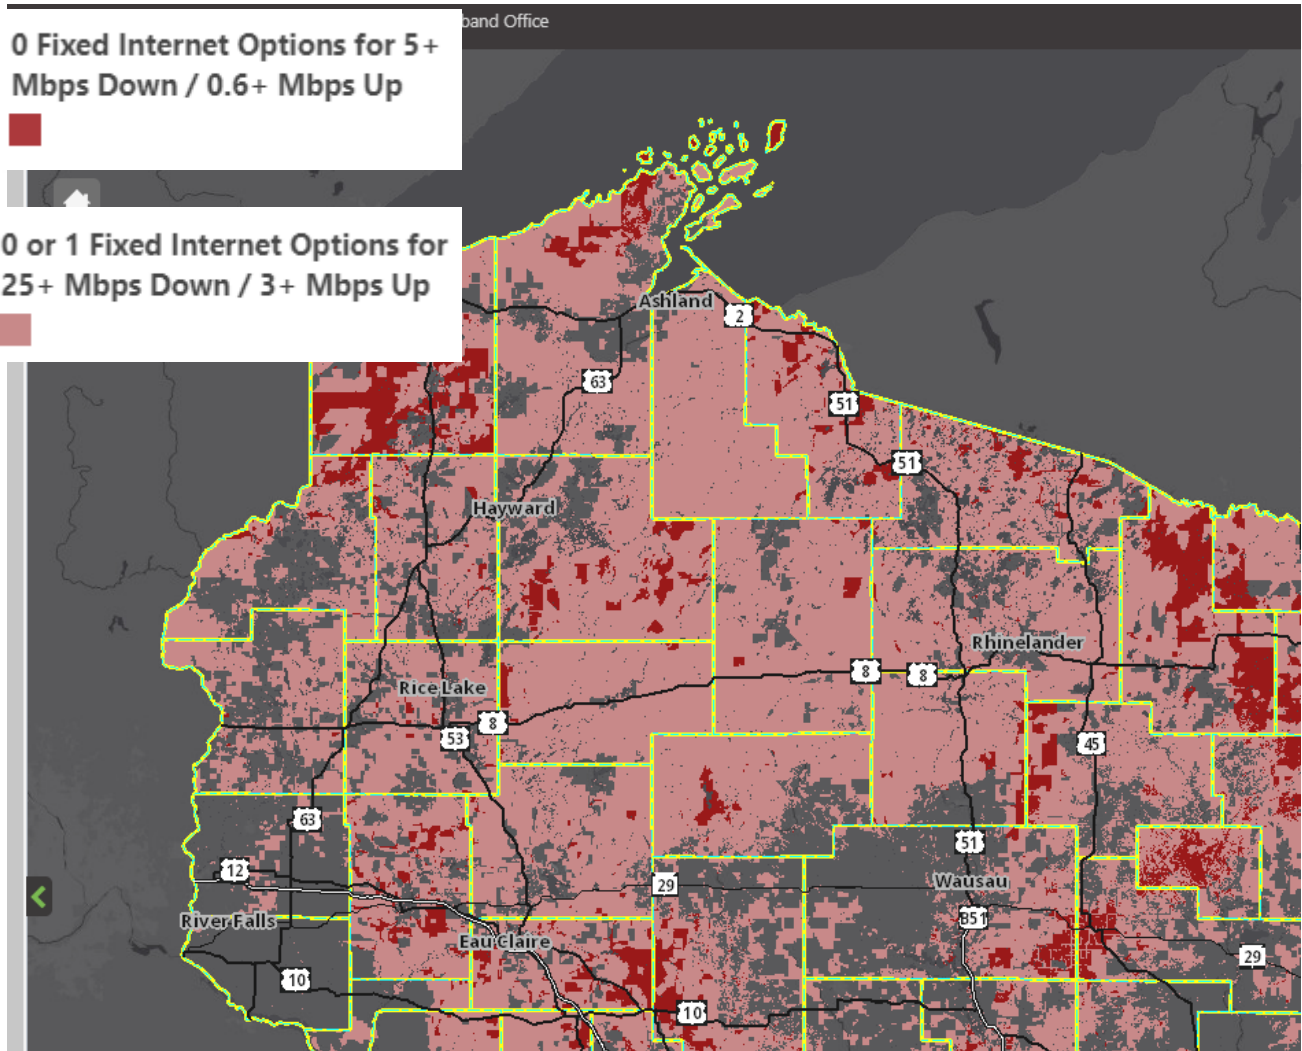 band Office
0 Fixed Internet Options for 5+
Mbps Down / 0.6+ Mbps Up
0 or 1 Fixed Internet Options for
25+ Mbps Down / 3+ Mbps Up
Ashland
2
63
51
51
Hayward
Rhinelander
8
8
Rice Lake
8
53
45
63
51
12
29
Wausau
River Falls
B51
Eau Claire
29
10
10